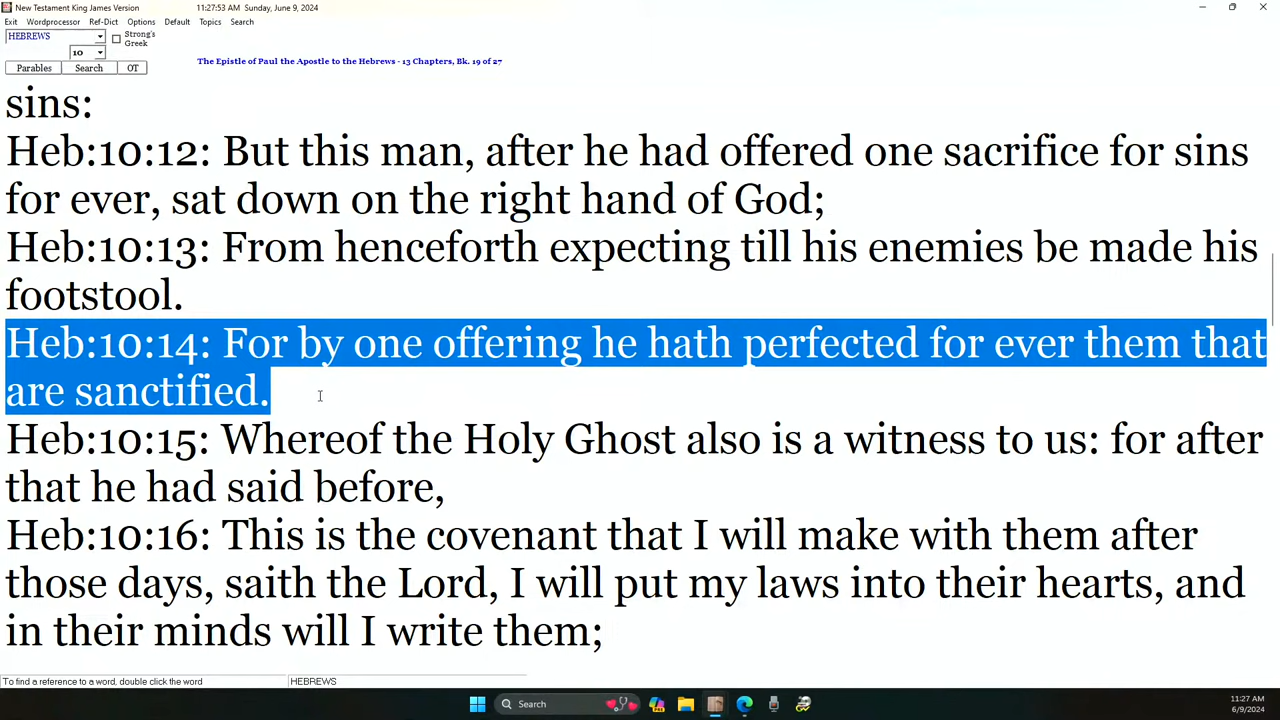 New Testament King James Version 11:27:53 AM Sunday, June 9, 2024
Exit Wordprocessor Ref-Dict Options Default Topics Search
HEBREWS Strong's Greek
10
Parables Search OT
The Epistle of Paul the Apostle to the Hebrews - 13 Chapters, Bk. 19 of 27
sins:
Heb:10:12: But this man, after he had offered one sacrifice for sins
for ever, sat down on the right hand of God;
Heb:10:13: From henceforth expecting till his enemies be made his
footstool.
Heb:10:14: For by one offering he hath perfected for ever them that
are sanctified.
Heb:10:15: Whereof the Holy Ghost also is a witness to us: for after
that he had said before,
Heb:10:16: This is the covenant that I will make with them after
those days, saith the Lord, I will put my laws into their hearts, and
in their minds will I write them;
To find a reference to a word, double click the word HEBREWS
Search
11:27 AM
6/9/2024